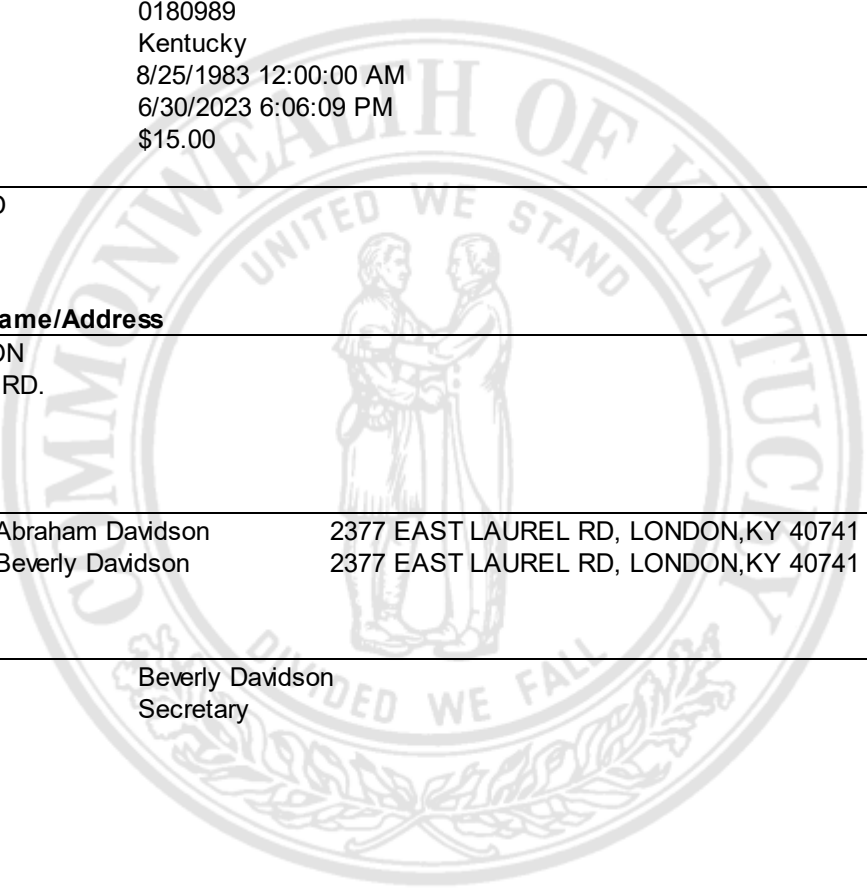 0180989
Kentucky
8/25/1983 12:00:00 AM
6/30/2023 6:06:09 PM
$15.00
ame/Address
ON
RD.
Abraham Davidson 2377 EAST LAUREL RD, LONDON,KY 40741
Beverly Davidson 2377 EAST LAUREL RD, LONDON,KY 40741
Beverly Davidson
Secretary
COMMONWEALTH OF KENTUCKY
UNITED WE STAND
DIVIDED WE FALL